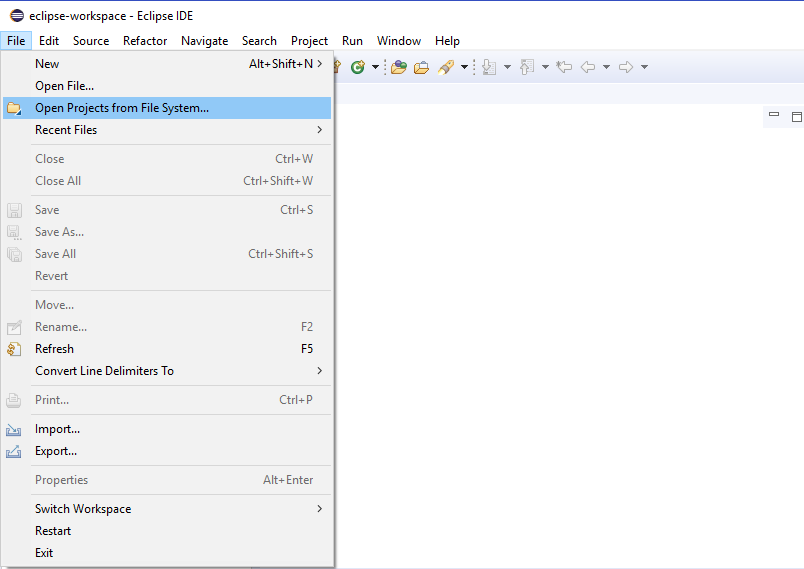 eclipse-workspace - Eclipse IDE
File Edit Source Refactor Navigate Search Project Run Window Help
New Alt+Shift+N
Open File...
Open Projects from File System...
Recent Files
Close Ctrl+W
Close All Ctrl+Shift+W
Save Ctrl+S
Save As...
Save All Ctrl+Shift+S
Revert
Move...
Rename... F2
Refresh F5
Convert Line Delimiters To
Print... Ctrl+P
Import...
Export...
Properties Alt+Enter
Switch Workspace
Restart
Exit